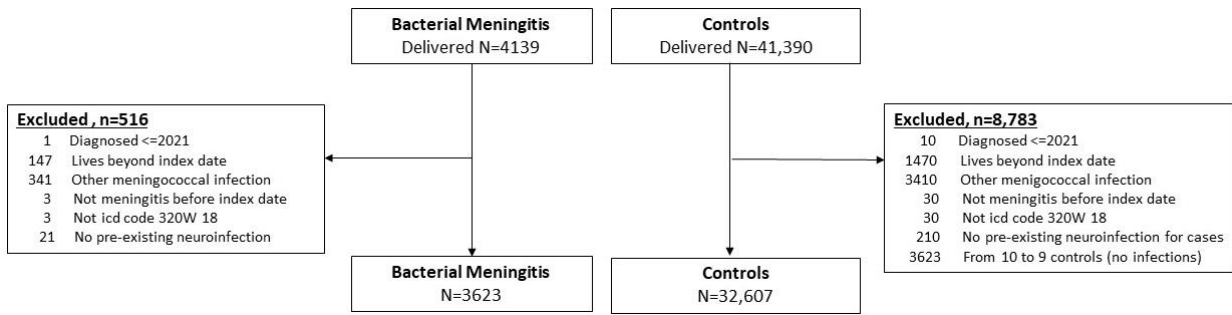 Bacterial Meningitis
Delivered N=4139
Controls
Delivered N=41,390
Excluded , n=516
1 Diagnosed <=2021
147 Lives beyond index date
341 Other meningococcal infection
3 Not meningitis before index date
3 Not icd code 320W 18
21 No pre-existing neuroinfection
Excluded, n=8,783
10 Diagnosed <=2021
1470 Lives beyond index date
3410 Other menigococcal infection
30 Not meningitis before index date
30 Not icd code 320W 18
210 No pre-existing neuroinfection for cases
3623 From 10 to 9 controls (no infections)
Bacterial Meningitis
N=3623
Controls
N=32,607